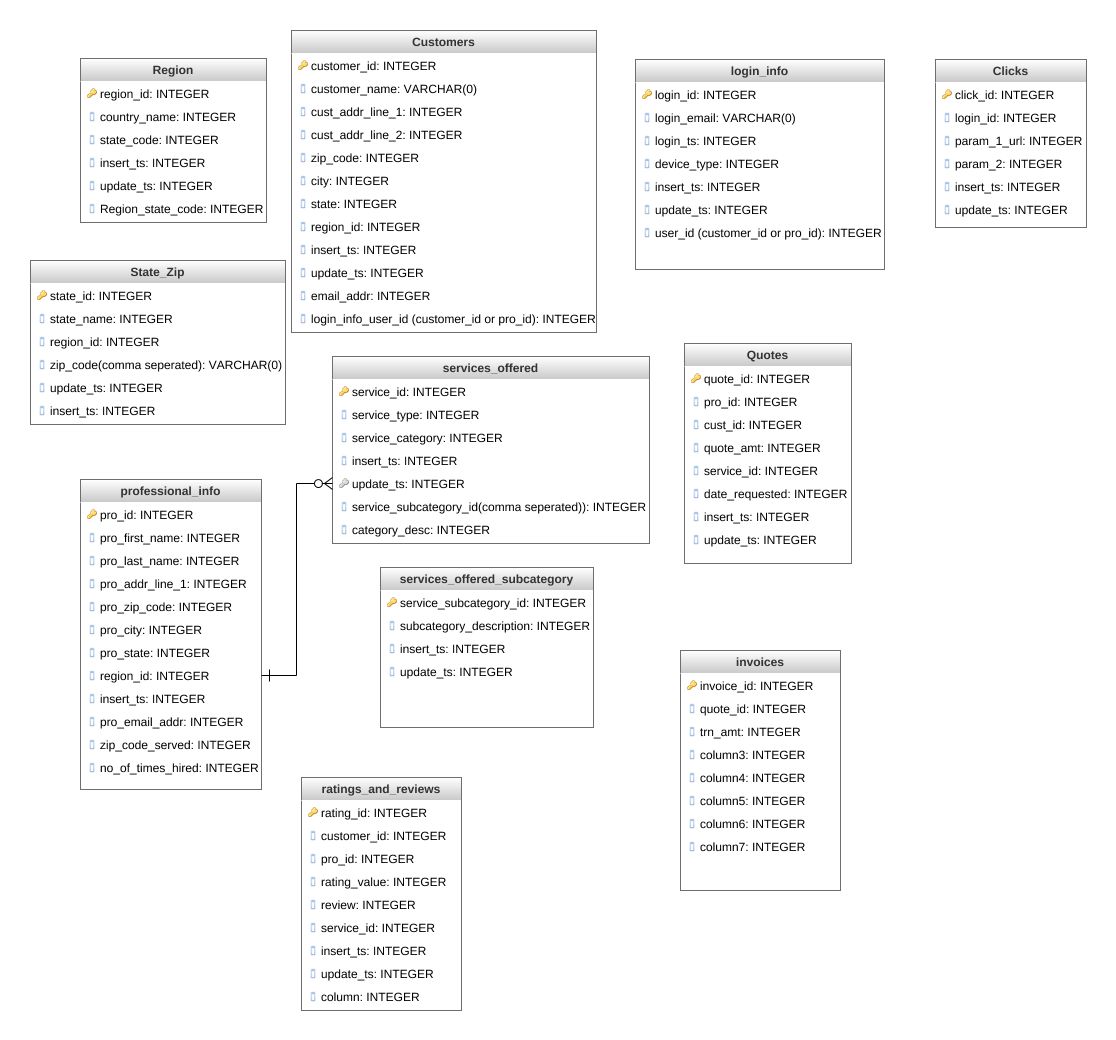 Region
region_id: INTEGER
country_name: INTEGER
state_code: INTEGER
insert_ts: INTEGER
update_ts: INTEGER
Region_state_code: INTEGER
Customers
customer_id: INTEGER
customer_name: VARCHAR(0)
cust_addr_line_1: INTEGER
cust_addr_line_2: INTEGER
zip_code: INTEGER
city: INTEGER
state: INTEGER
region_id: INTEGER
insert_ts: INTEGER
update_ts: INTEGER
email_addr: INTEGER
login_info_user_id (customer_id or pro_id): INTEGER
login_info
login_id: INTEGER
login_email: VARCHAR(0)
login_ts: INTEGER
device_type: INTEGER
insert_ts: INTEGER
update_ts: INTEGER
user_id (customer_id or pro_id): INTEGER
Clicks
click_id: INTEGER
login_id: INTEGER
param_1_url: INTEGER
param_2: INTEGER
insert_ts: INTEGER
update_ts: INTEGER
State_Zip
state_id: INTEGER
state_name: INTEGER
region_id: INTEGER
zip_code(comma seperated): VARCHAR(0)
update_ts: INTEGER
insert_ts: INTEGER
services_offered
service_id: INTEGER
service_type: INTEGER
service_category: INTEGER
insert_ts: INTEGER
update_ts: INTEGER
service_subcategory_id(comma seperated)): INTEGER
category_desc: INTEGER
Quotes
quote_id: INTEGER
pro_id: INTEGER
cust_id: INTEGER
quote_amt: INTEGER
service_id: INTEGER
date_requested: INTEGER
insert_ts: INTEGER
update_ts: INTEGER
professional_info
pro_id: INTEGER
pro_first_name: INTEGER
pro_last_name: INTEGER
pro_addr_line_1: INTEGER
pro_zip_code: INTEGER
pro_city: INTEGER
pro_state: INTEGER
region_id: INTEGER
insert_ts: INTEGER
pro_email_addr: INTEGER
zip_code_served: INTEGER
no_of_times_hired: INTEGER
services_offered_subcategory
service_subcategory_id: INTEGER
subcategory_description: INTEGER
insert_ts: INTEGER
update_ts: INTEGER
invoices
invoice_id: INTEGER
quote_id: INTEGER
trn_amt: INTEGER
column3: INTEGER
column4: INTEGER
column5: INTEGER
column6: INTEGER
column7: INTEGER
ratings_and_reviews
rating_id: INTEGER
customer_id: INTEGER
pro_id: INTEGER
rating_value: INTEGER
review: INTEGER
service_id: INTEGER
insert_ts: INTEGER
update_ts: INTEGER
column: INTEGER